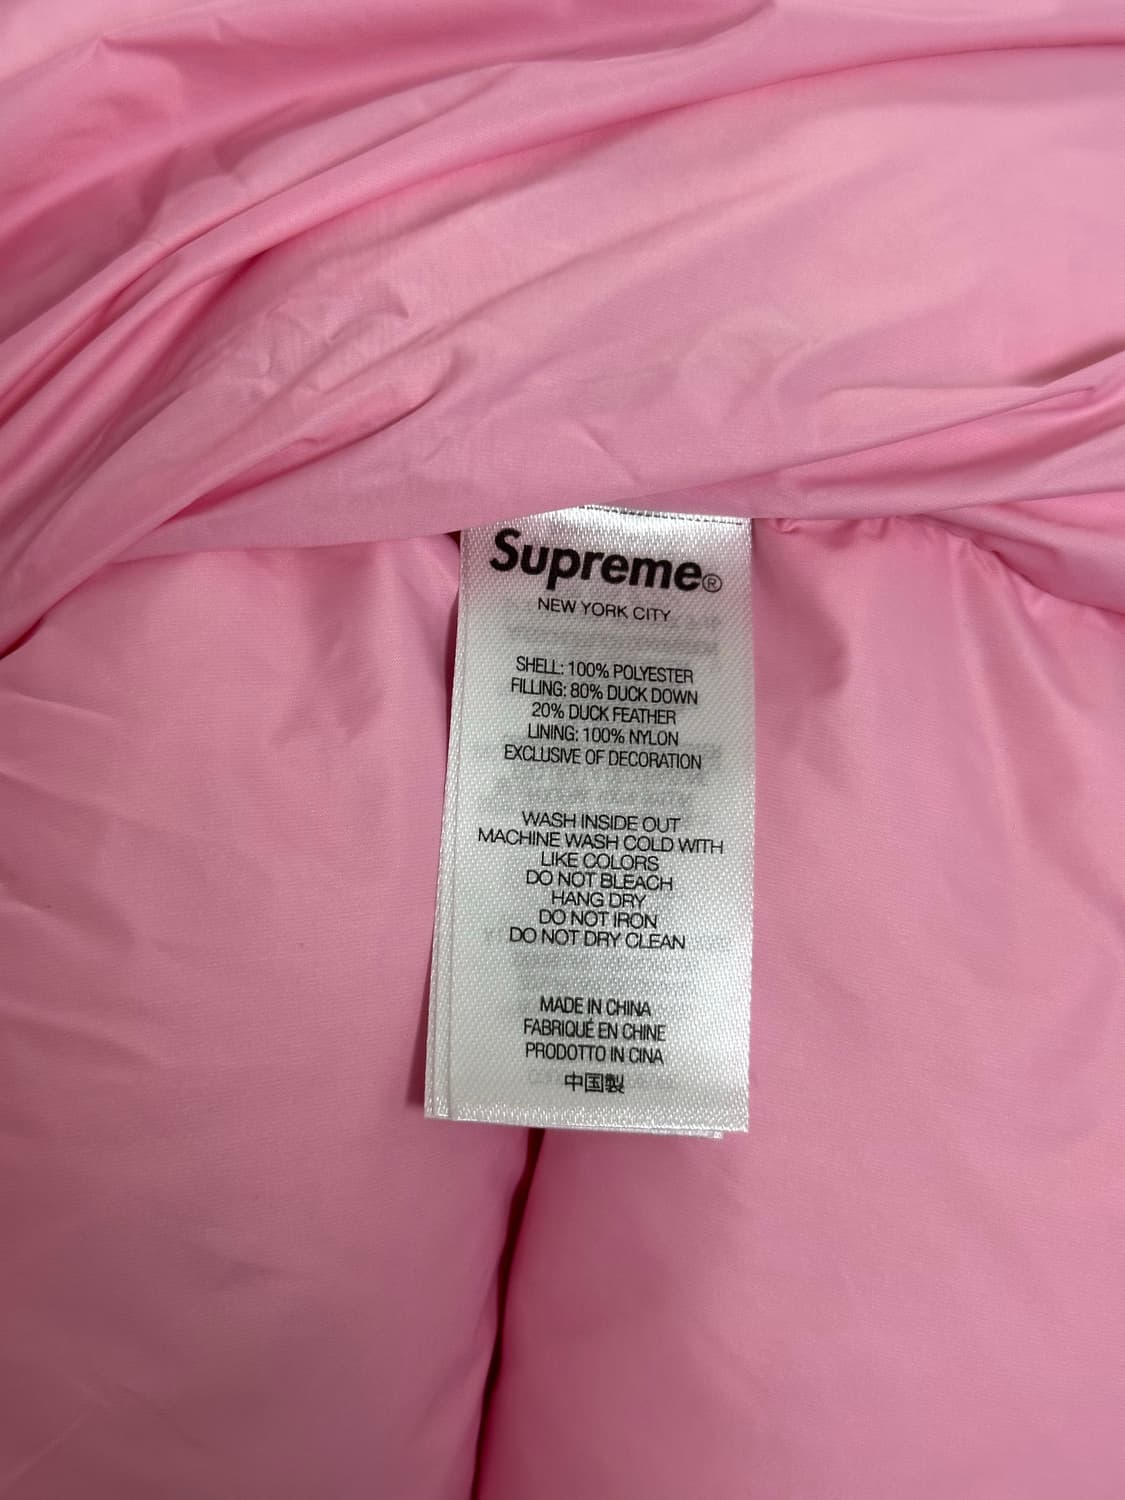 Supreme®
NEW YORK CITY
SHELL: 100% POLYESTER
FILLING: 80% DUCK DOWN
20% DUCK FEATHER
LINING: 100% NYLON
EXCLUSIVE OF DECORATION
WASH INSIDE OUT
MACHINE WASH COLD WITH
LIKE COLORS
DO NOT BLEACH
HANG DRY
DO NOT IRON
DO NOT DRY CLEAN
MADE IN CHINA
FABRIQUÉ EN CHINE
PRODOTTO IN CINA
中国製